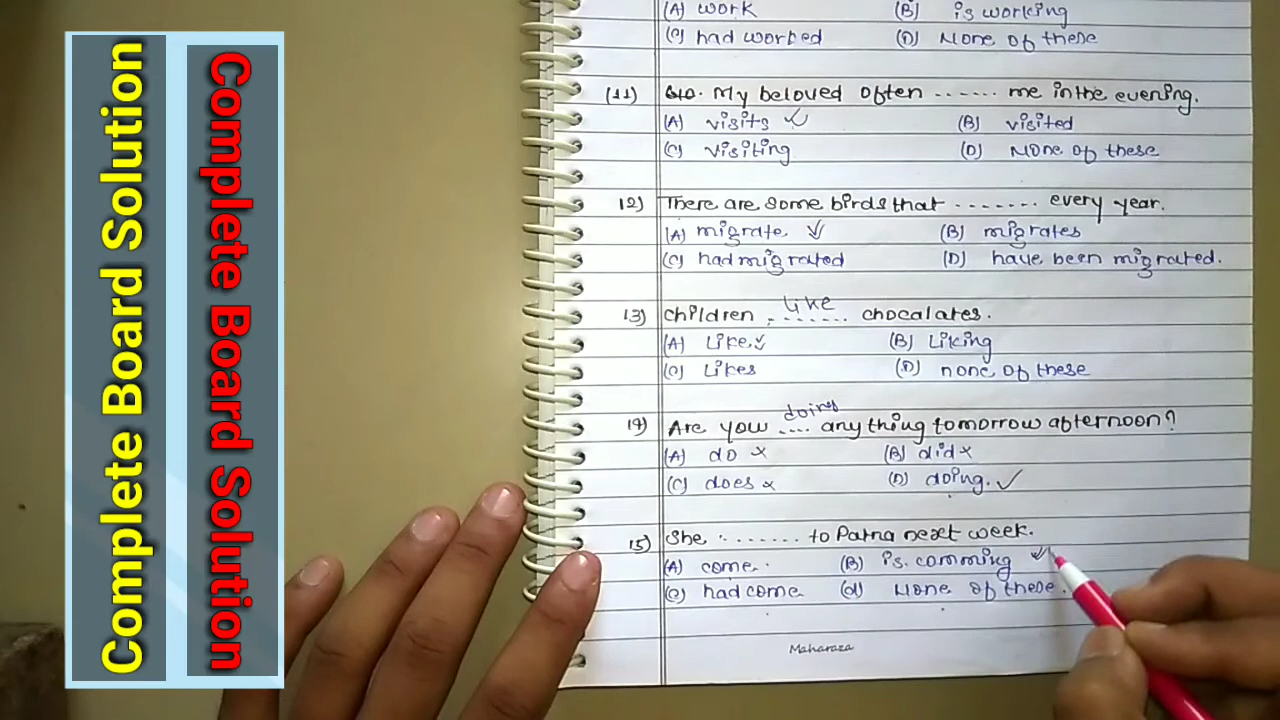 Complete Board Solution
Complete Board Solution
(A) work (B) is working
(C) had worked (D) None of these
(11) My beloved often ...... me in the evening.
(A) visits ✓ (B) visited
(C) visiting (D) None of these
12) There are some birds that ....... every year.
(A) migrate ✓ (B) migrates
(C) had migrated (D) have been migrated.
13) Children ....... chocalates.
like
(A) Like ✓ (B) Liking
(C) Likes (D) none of these
14) Are you .... anything tomorrow afternoon?
doing
(A) do × (B) did ×
(C) does × (D) doing. ✓
15) She ........ to Patna next week.
(A) come. (B) is comming ✓
(C) had come (d) None of these.
Maharaza